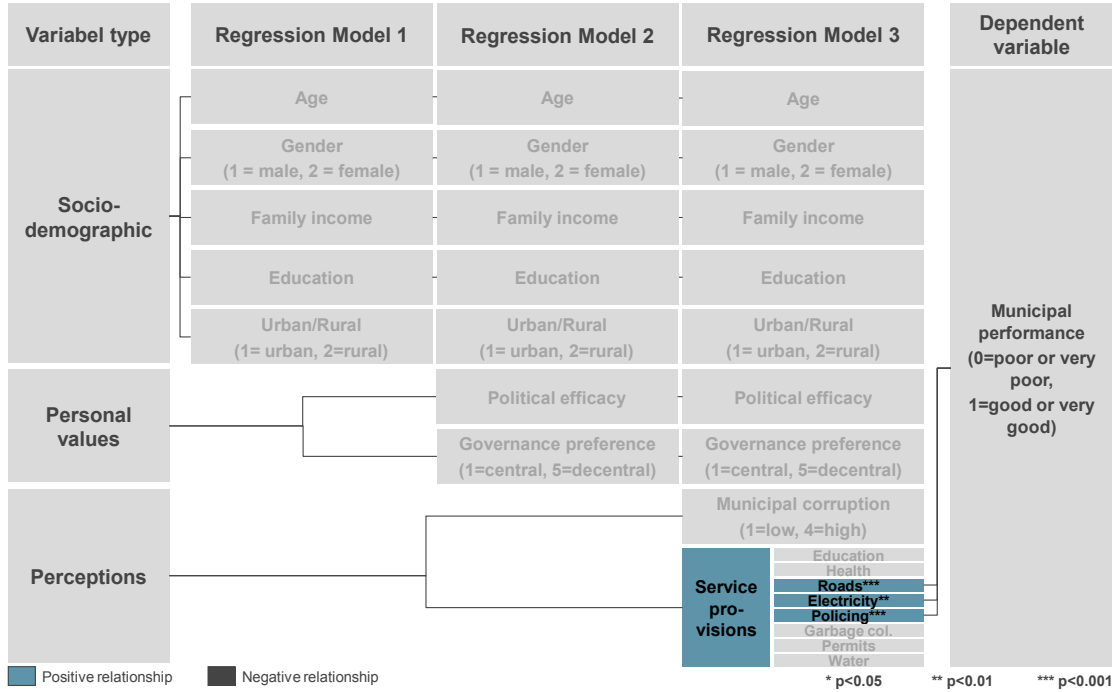 Variabel type
Regression Model 1
Regression Model 2
Regression Model 3
Dependent
variable
Socio-
demographic
Age
Age
Age
Gender
(1 = male, 2 = female)
Gender
(1 = male, 2 = female)
Gender
(1 = male, 2 = female)
Family income
Family income
Family income
Education
Education
Education
Urban/Rural
(1= urban, 2=rural)
Urban/Rural
(1= urban, 2=rural)
Urban/Rural
(1= urban, 2=rural)
Personal
values
Political efficacy
Political efficacy
Governance preference
(1=central, 5=decentral)
Governance preference
(1=central, 5=decentral)
Perceptions
Municipal corruption
(1=low, 4=high)
Service
pro-
visions
Education
Health
Roads***
Electricity**
Policing***
Garbage col.
Permits
Water
Municipal
performance
(0=poor or very
poor,
1=good or very
good)
Positive relationship
Negative relationship
* p<0.05
** p<0.01
*** p<0.001